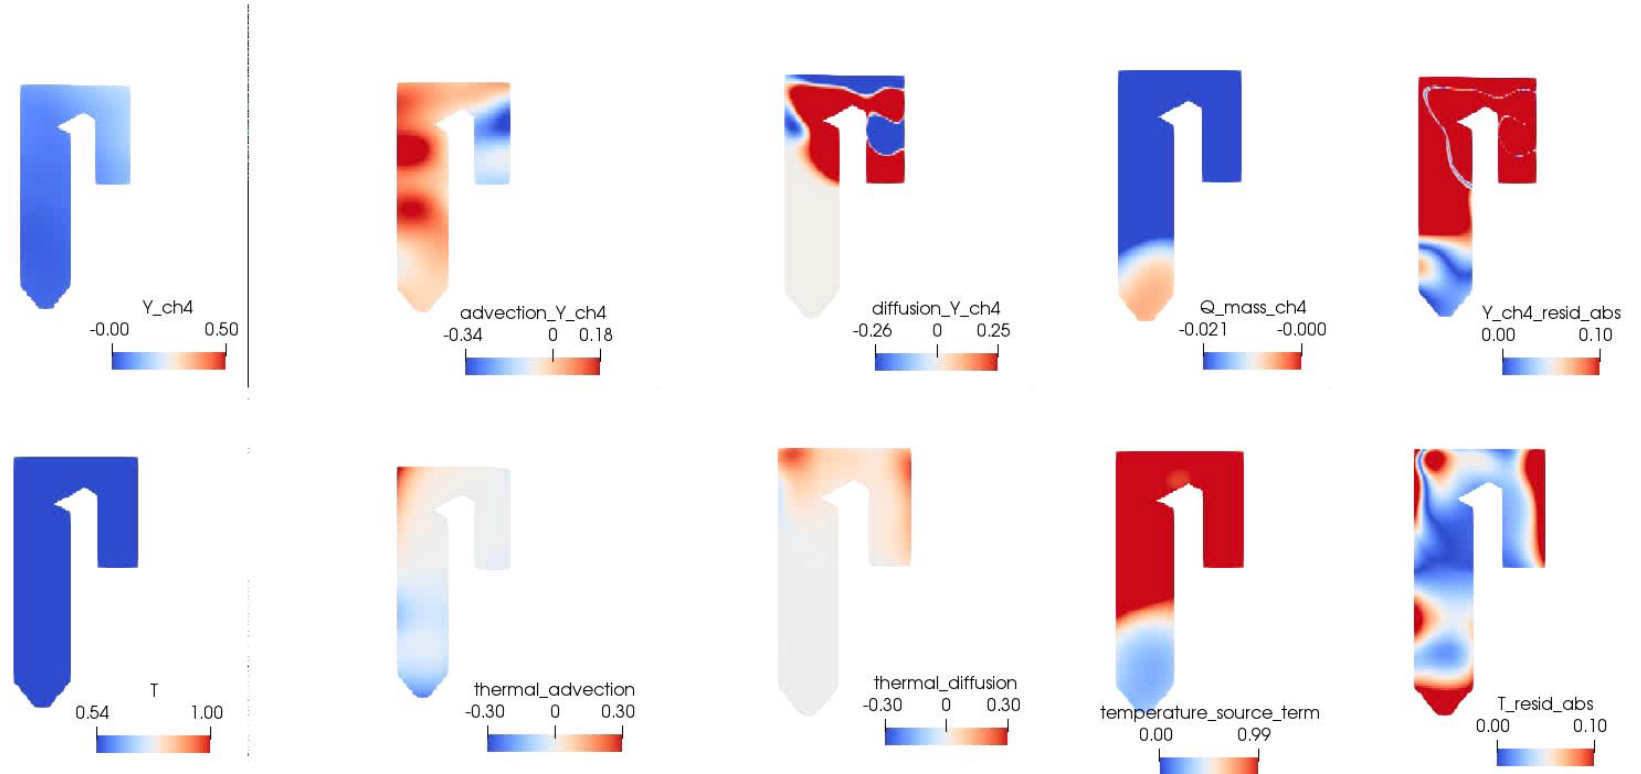 Y_ch4
-0.00 0.50
advection_Y_ch4
-0.34 0 0.18
diffusion_Y_ch4
-0.26 0 0.25
Q_mass_ch4
-0.021 -0.000
Y_ch4_resid_abs
0.00 0.10
T
0.54 1.00
thermal_advection
-0.30 0 0.30
thermal_diffusion
-0.30 0 0.30
temperature_source_term
0.00 0.99
T_resid_abs
0.00 0.10